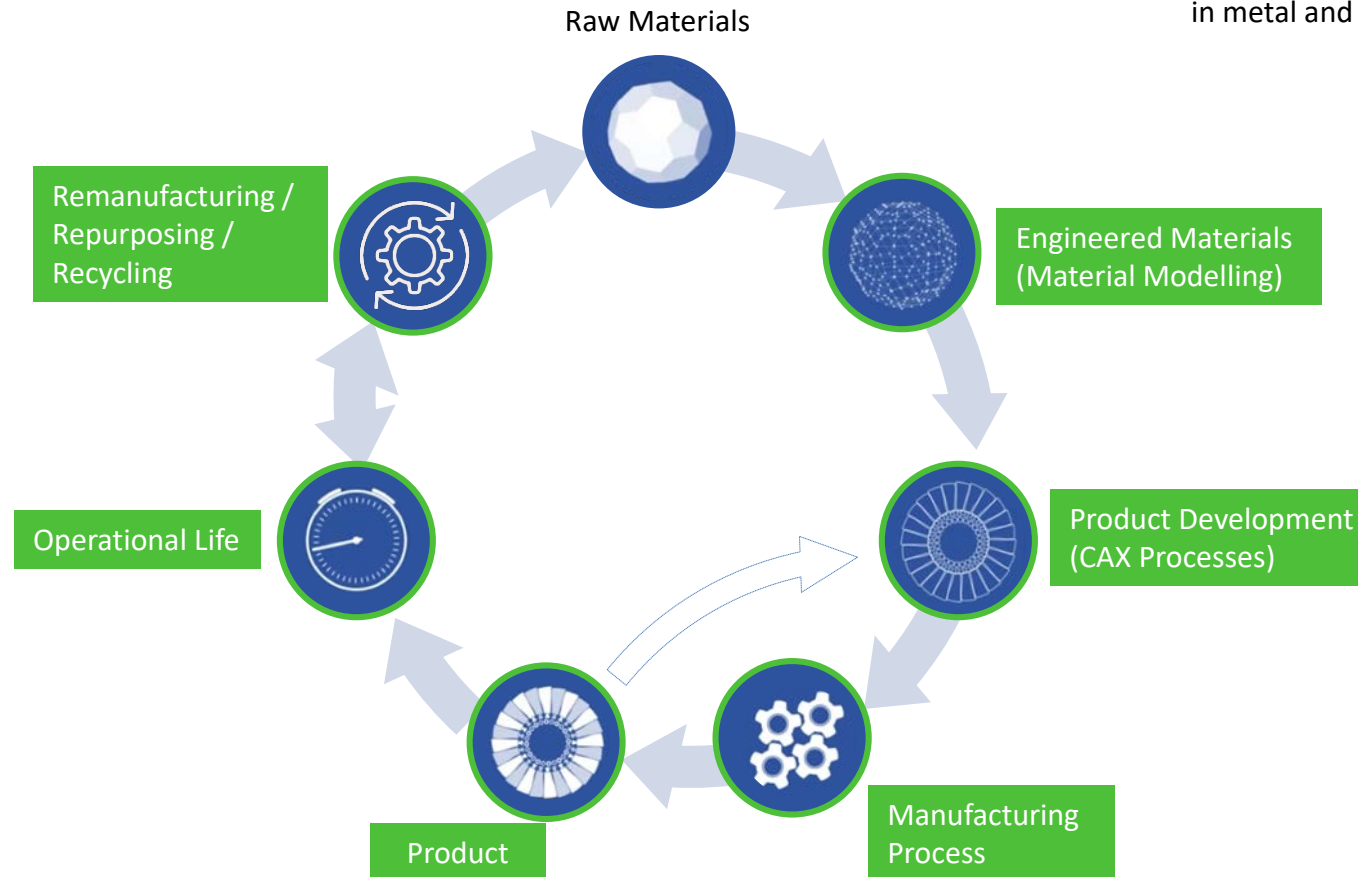 in metal and
Raw Materials
Remanufacturing /
Repurposing /
Recycling
Engineered Materials
(Material Modelling)
Operational Life
Product Development
(CAX Processes)
Manufacturing
Process
Product